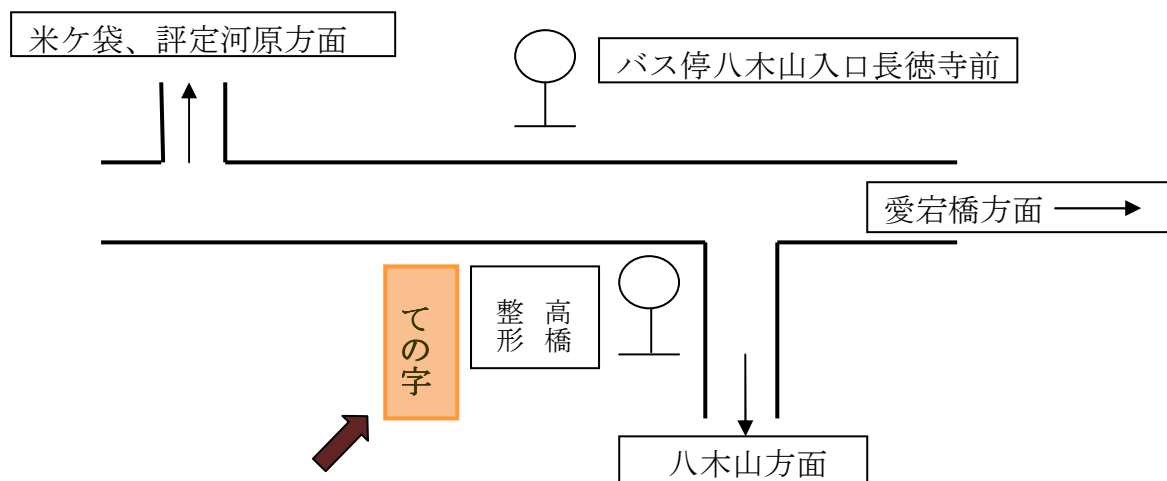 米ケ袋、評定河原方面
バス停八木山入口長徳寺前
愛宕橋方面
ての字
高橋
整形
八木山方面